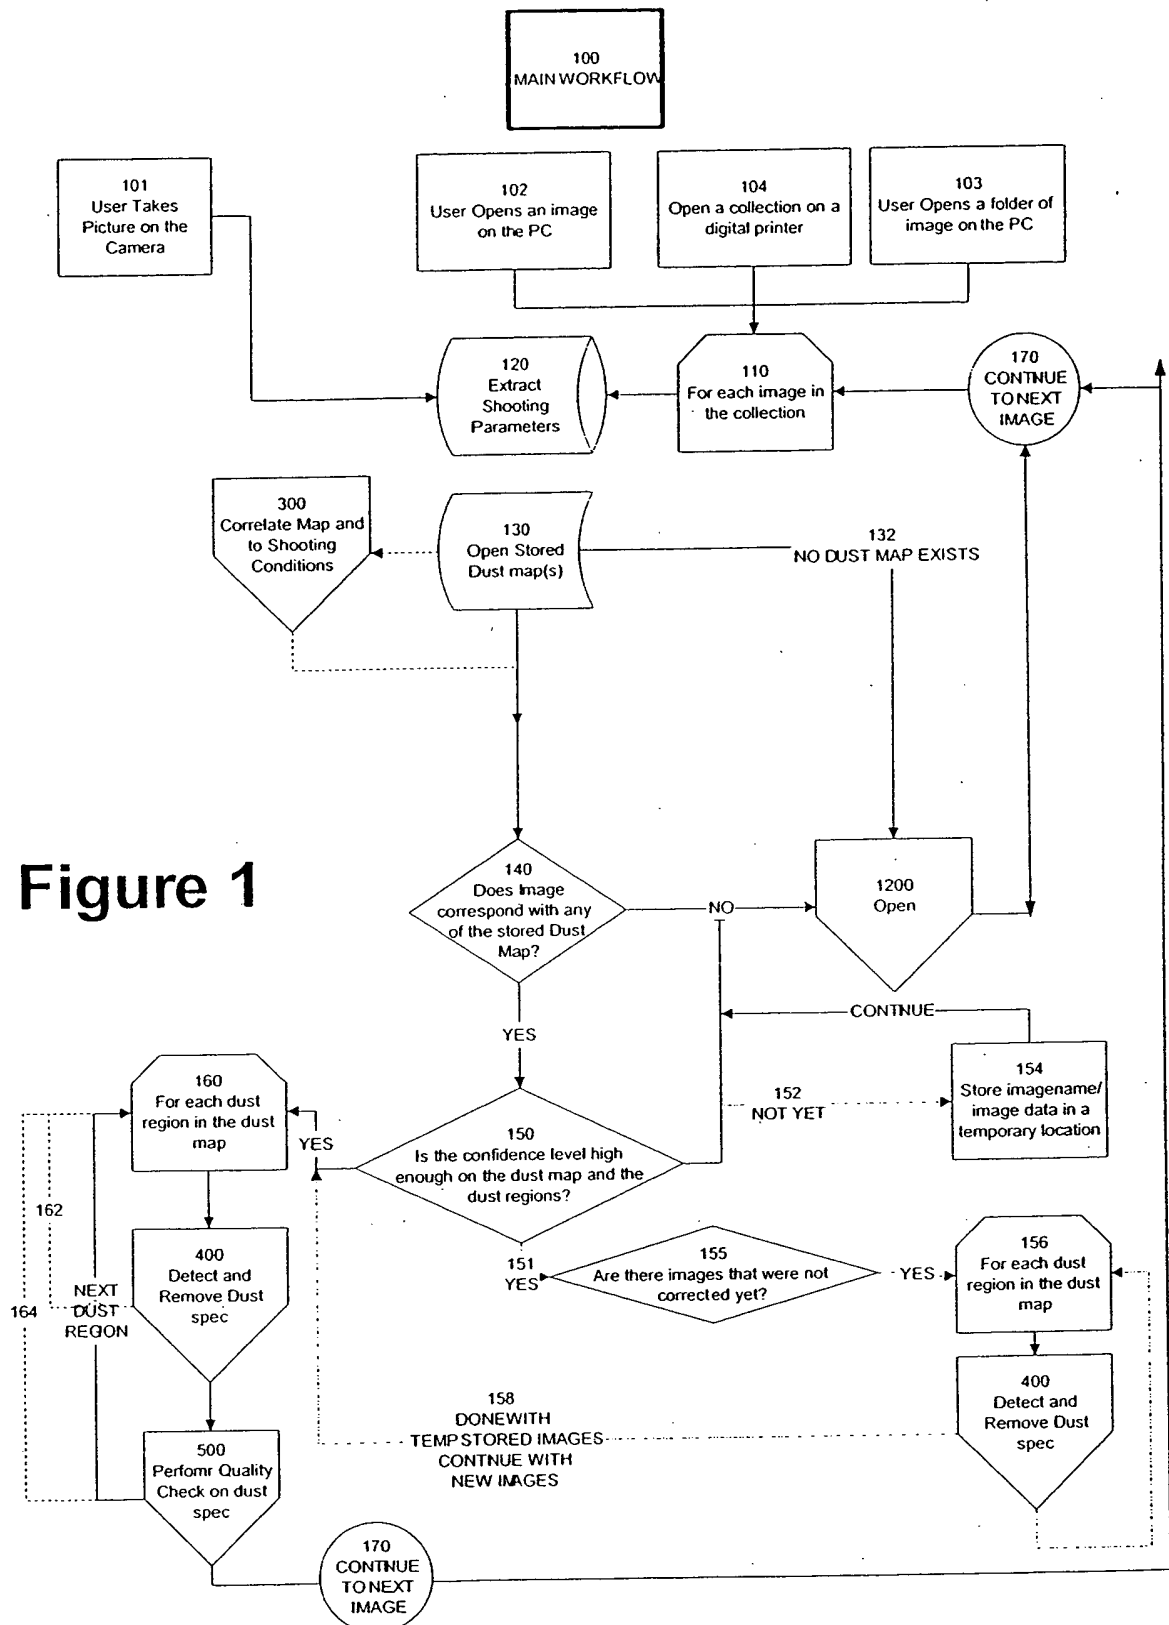 100
MAIN WORKFLOW
101
User Takes
Picture on the
Camera
102
User Opens an image
on the PC
104
Open a collection on a
digital printer
103
User Opens a folder of
image on the PC
120
Extract
Shooting
Parameters
110
For each image in
the collection
170
CONTINUE
TO NEXT
IMAGE
300
Correlate Map and
to Shooting
Conditions
130
Open Stored
Dust map(s)
132
NO DUST MAP EXISTS
Figure 1
140
Does Image
correspond with any
of the stored Dust
Map?
NO
1200
Open
YES
CONTINUE
160
For each dust
region in the dust
map
YES
150
Is the confidence level high
enough on the dust map and the
dust regions?
152
NOT YET
154
Store imagename/
image data in a
temporary location
162
164
NEXT
DUST
REGION
400
Detect and
Remove Dust
spec
151
YES
155
Are there images that were not
corrected yet?
YES
156
For each dust
region in the dust
map
158
DONE WITH
TEMP STORED IMAGES
CONTINUE WITH
NEW IMAGES
400
Detect and
Remove Dust
spec
500
Perfomr Quality
Check on dust
spec
170
CONTINUE
TO NEXT
IMAGE